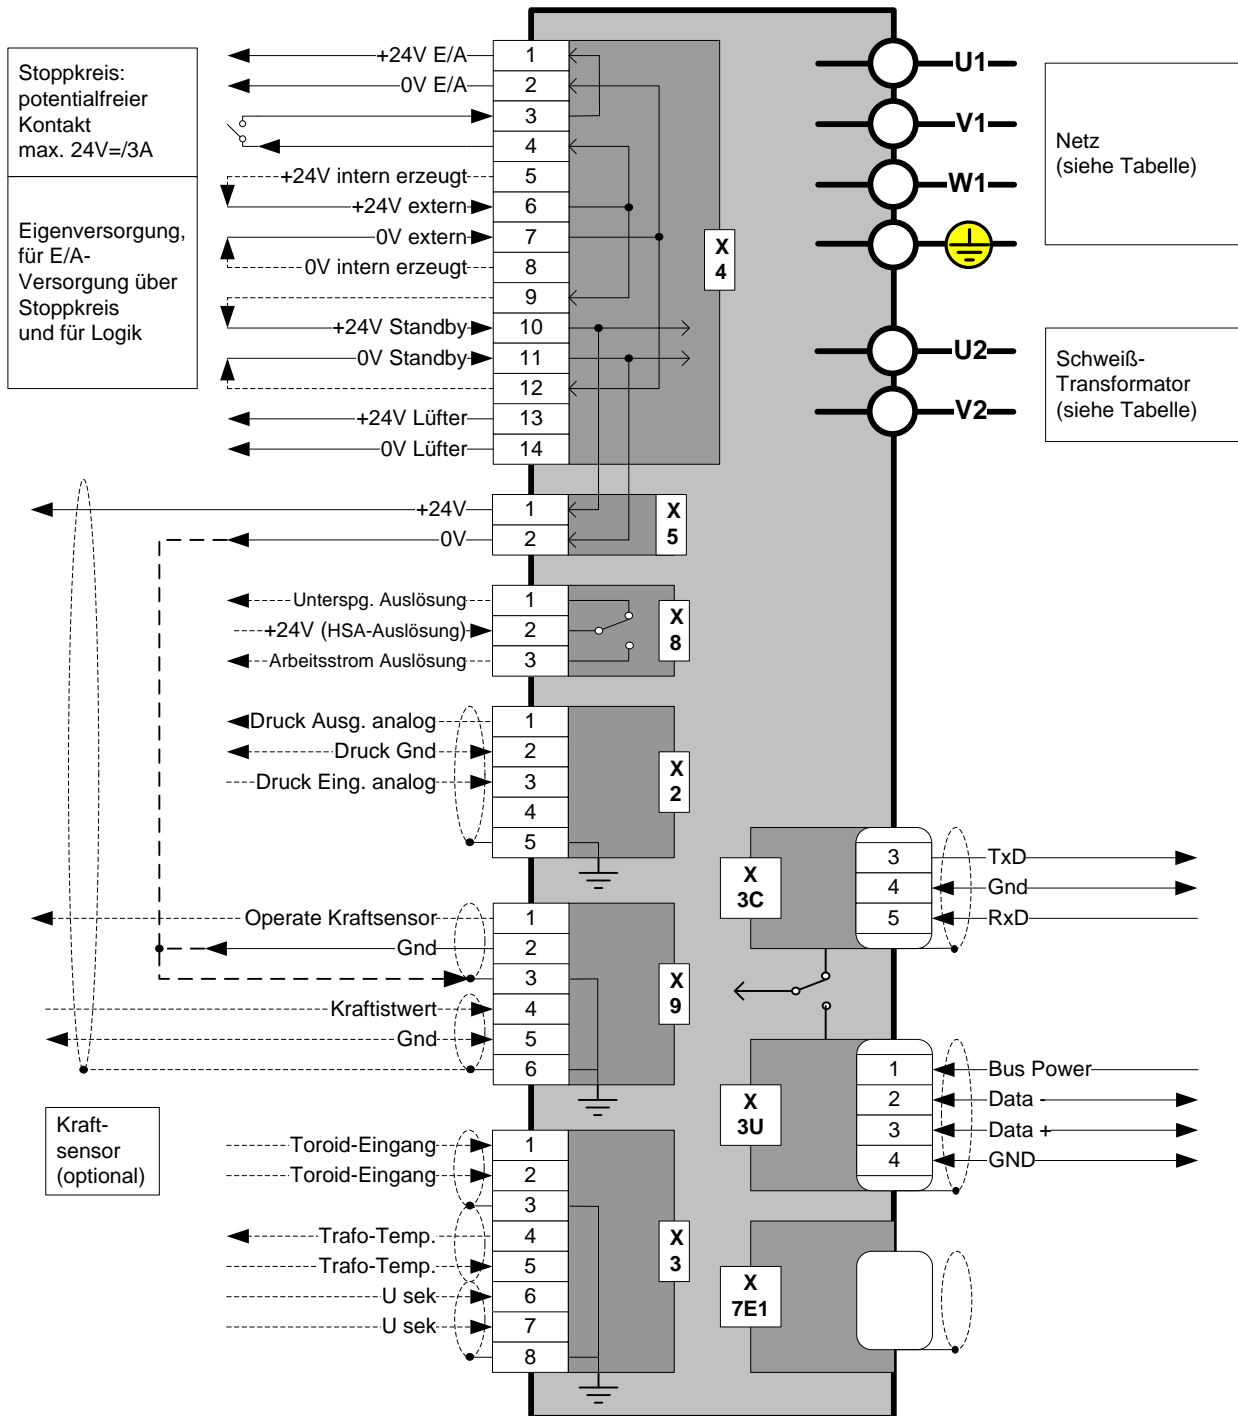 Stoppkreis:
potentialfreier
Kontakt
max. 24V=/3A
Eigenversorgung,
für E/A-
Versorgung über
Stoppkreis
und für Logik
+24V E/A 1
0V E/A 2
3
4
+24V intern erzeugt 5
+24V extern 6
0V extern 7
0V intern erzeugt 8
9
+24V Standby 10
0V Standby 11
12
+24V Lüfter 13
0V Lüfter 14
X
4
+24V 1
0V 2
X
5
Unterspg. Auslösung 1
+24V (HSA-Auslösung) 2
Arbeitsstrom Auslösung 3
X
8
Druck Ausg. analog 1
Druck Gnd 2
Druck Eing. analog 3
4
5
X
2
Operate Kraftsensor 1
Gnd 2
3
Kraftistwert 4
Gnd 5
6
X
9
Kraft-
sensor
(optional)
Toroid-Eingang 1
Toroid-Eingang 2
3
Trafo-Temp. 4
Trafo-Temp. 5
U sek 6
U sek 7
8
X
3
U1
V1
W1
Netz
(siehe Tabelle)
U2
V2
Schweiß-
Transformator
(siehe Tabelle)
X
3C
3 TxD
4 Gnd
5 RxD
X
3U
1 Bus Power
2 Data -
3 Data +
4 GND
X
7E1